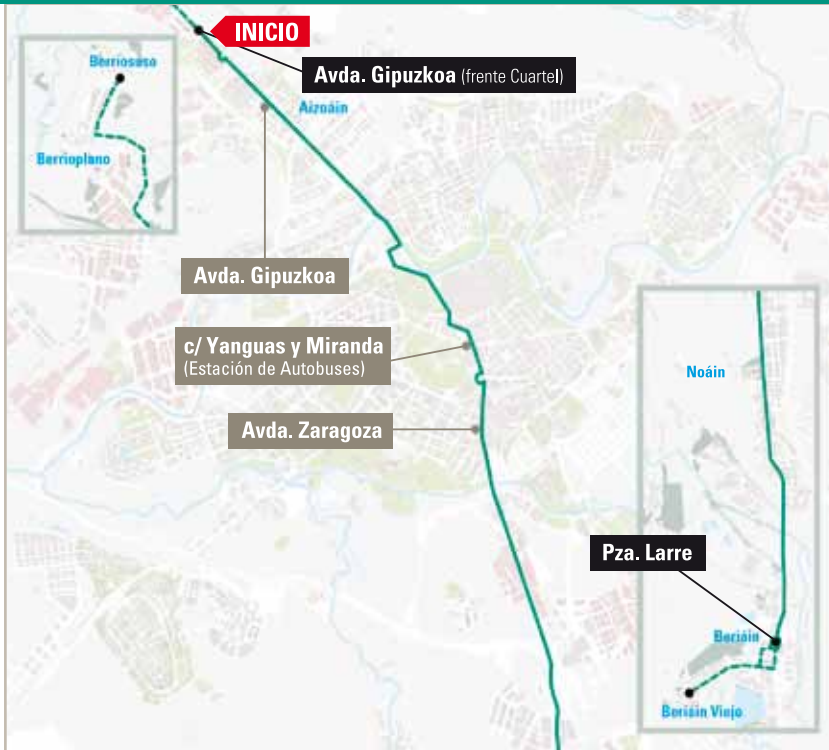 INICIO
Avda. Gipuzkoa (frente Cuartel)
Berriosuso
Aizoáin
Berrioplano
Avda. Gipuzkoa
c/ Yanguas y Miranda
(Estación de Autobuses)
Noáin
Avda. Zaragoza
Pza. Larre
Beriáin
Beriáin Viejo